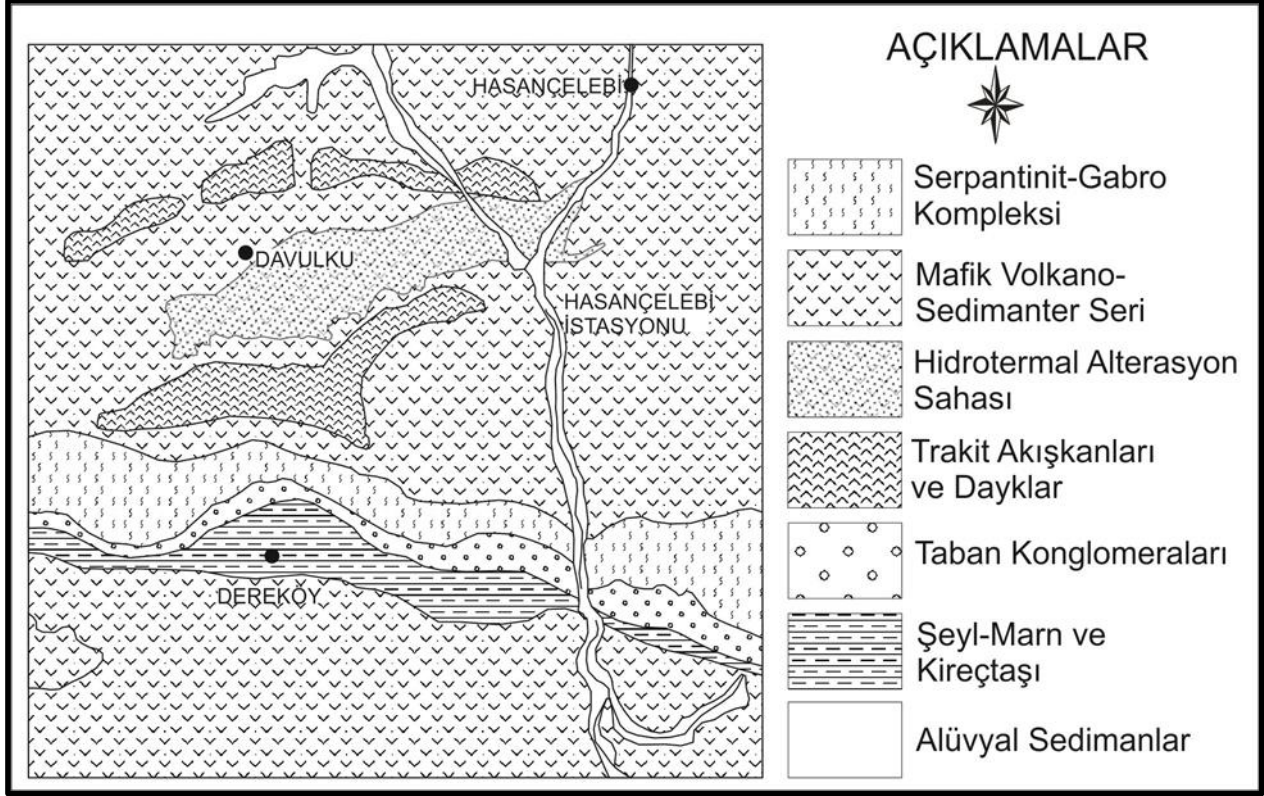 HASANÇELEBİ
DAVULKU
HASANÇELEBİ
İSTASYONU
DEREKÖY
AÇIKLAMALAR
Serpantinit-Gabro
Kompleksi
Mafik Volkano-
Sedimanter Seri
Hidrotermal Alterasyon
Sahası
Trakit Akışkanları
ve Dayklar
Taban Konglomeraları
Şeyl-Marn ve
Kireçtaşı
Alüvyal Sedimanlar